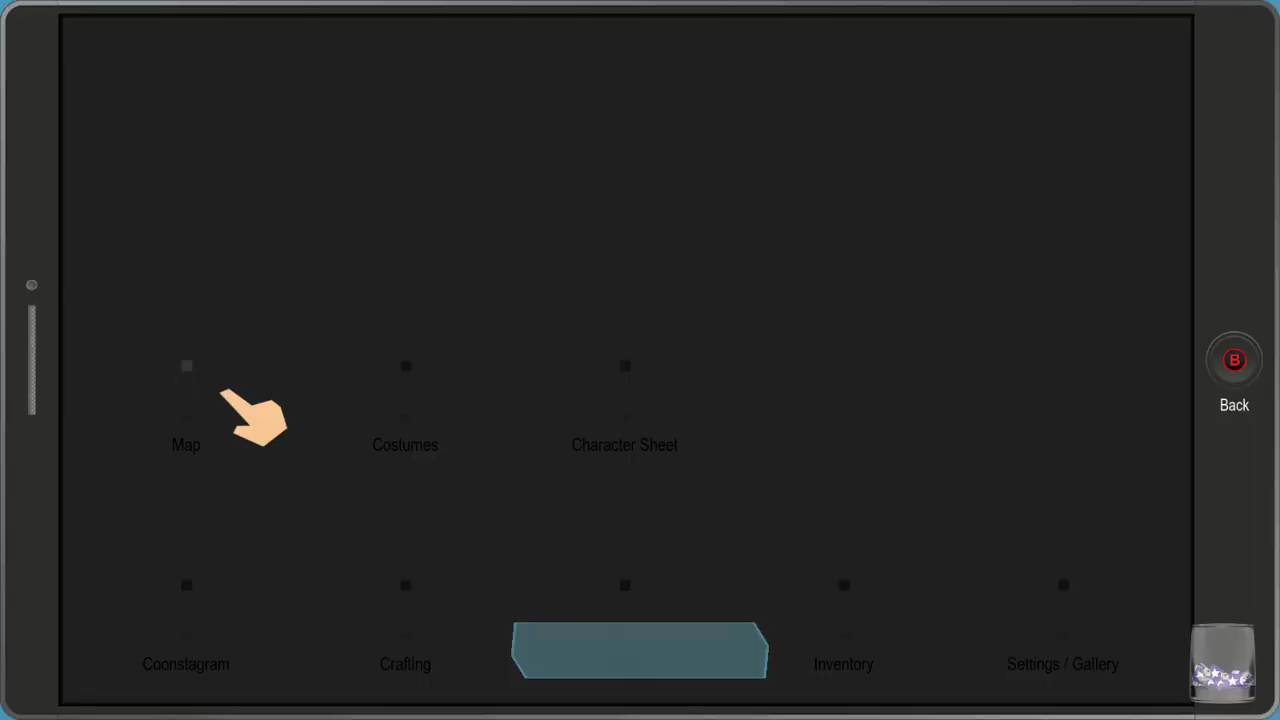 B
Back
Map
Costumes
Character Sheet
Coonstagram
Crafting
Inventory
Settings / Gallery